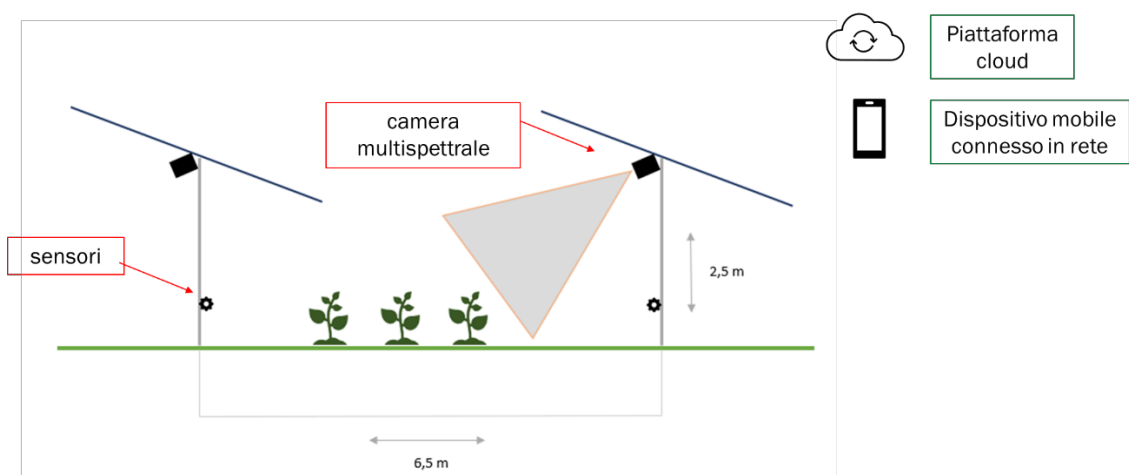 Piattaforma
cloud
camera
multispettrale
Dispositivo mobile
connesso in rete
sensori
2,5 m
6,5 m